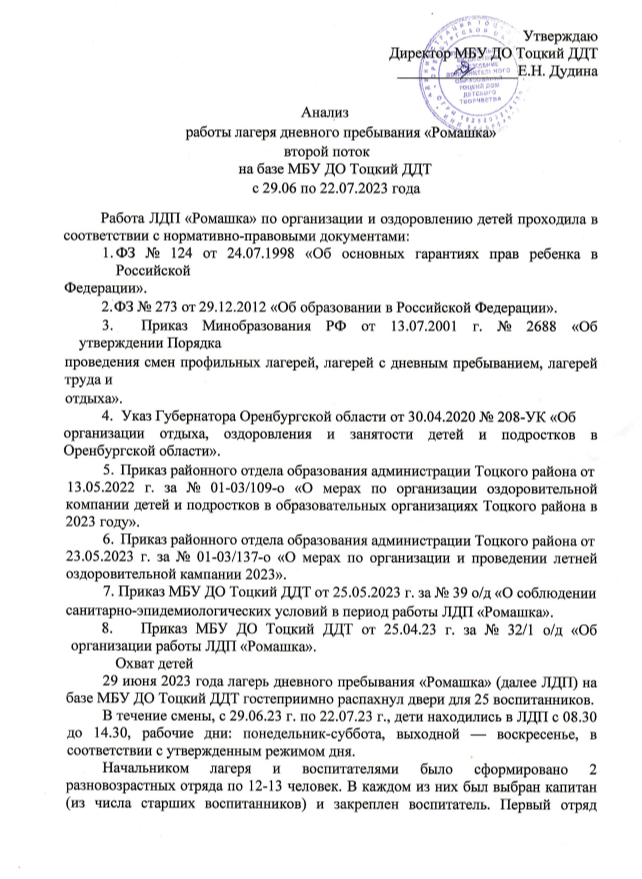 Утверждаю
Директор МБУ ДО Тоцкий ДДТ
Е.Н. Дудина
Анализ
работы лагеря дневного пребывания «Ромашка»
второй поток
на базе МБУ ДО Тоцкий ДДТ
с 29.06 по 22.07.2023 года
Работа ЛДП «Ромашка» по организации и оздоровлению детей проходила в
соответствии с нормативно-правовыми документами:
1. ФЗ № 124 от 24.07.1998 «Об основных гарантиях прав ребенка в
Российской
Федерации».
2. ФЗ № 273 от 29.12.2012 «Об образовании в Российской Федерации».
3. Приказ Минобразования РФ от 13.07.2001 г. № 2688 «Об
утверждении Порядка
проведения смен профильных лагерей, лагерей с дневным пребыванием, лагерей
труда и
отдыха».
4. Указ Губернатора Оренбургской области от 30.04.2020 № 208-УК «Об
организации отдыха, оздоровления и занятости детей и подростков в
Оренбургской области».
5. Приказ районного отдела образования администрации Тоцкого района от
13.05.2022 г. за № 01-03/109-о «О мерах по организации оздоровительной
компании детей и подростков в образовательных организациях Тоцкого района в
2023 году».
6. Приказ районного отдела образования администрации Тоцкого района от
23.05.2023 г. за № 01-03/137-о «О мерах по организации и проведении летней
оздоровительной кампании 2023».
7. Приказ МБУ ДО Тоцкий ДДТ от 25.05.2023 г. за № 39 о/д «О соблюдении
санитарно-эпидемиологических условий в период работы ЛДП «Ромашка».
8. Приказ МБУ ДО Тоцкий ДДТ от 25.04.23 г. за № 32/1 о/д «Об
организации работы ЛДП «Ромашка».
Охват детей
29 июня 2023 года лагерь дневного пребывания «Ромашка» (далее ЛДП) на
базе МБУ ДО Тоцкий ДДТ гостеприимно распахнул двери для 25 воспитанников.
В течение смены, с 29.06.23 г. по 22.07.23 г., дети находились в ЛДП с 08.30
до 14.30, рабочие дни: понедельник-суббота, выходной — воскресенье, в
соответствии с утвержденным режимом дня.
Начальником лагеря и воспитателями было сформировано 2
разновозрастных отряда по 12-13 человек. В каждом из них был выбран капитан
(из числа старших воспитанников) и закреплен воспитатель. Первый отряд